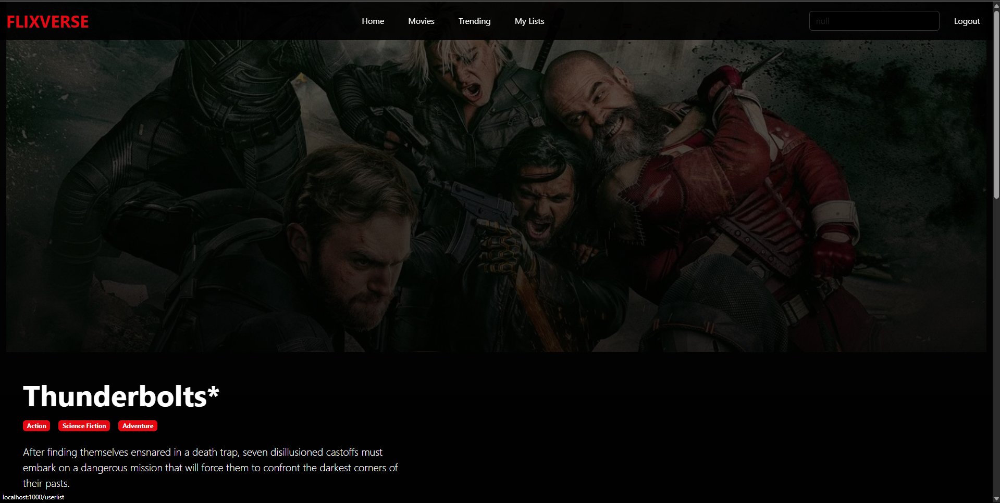 FLIXVERSE
Home Movies Trending My Lists
null
Logout
Thunderbolts*
Action Science Fiction Adventure
After finding themselves ensnared in a death trap, seven disillusioned castoffs must
embark on a dangerous mission that will force them to confront the darkest corners of
their pasts.
localhost:1000/userlist